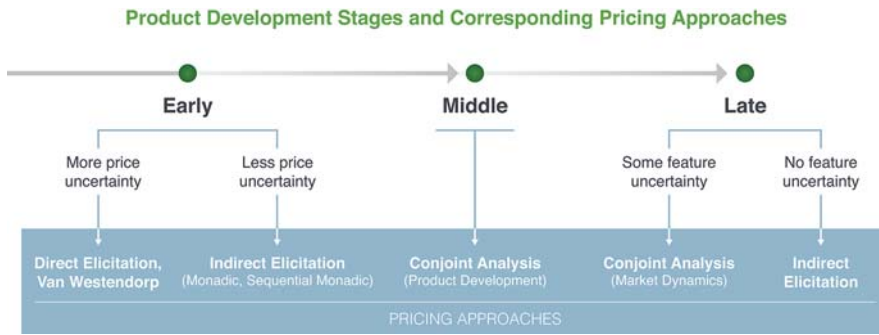 Product Development Stages and Corresponding Pricing Approaches
Early
Middle
Late
More price
uncertainty
Less price
uncertainty
Some feature
uncertainty
No feature
uncertainty
Direct Elicitation,
Van Westendorp
Indirect Elicitation
(Monadic, Sequential Monadic)
Conjoint Analysis
(Product Development)
Conjoint Analysis
(Market Dynamics)
Indirect
Elicitation
PRICING APPROACHES